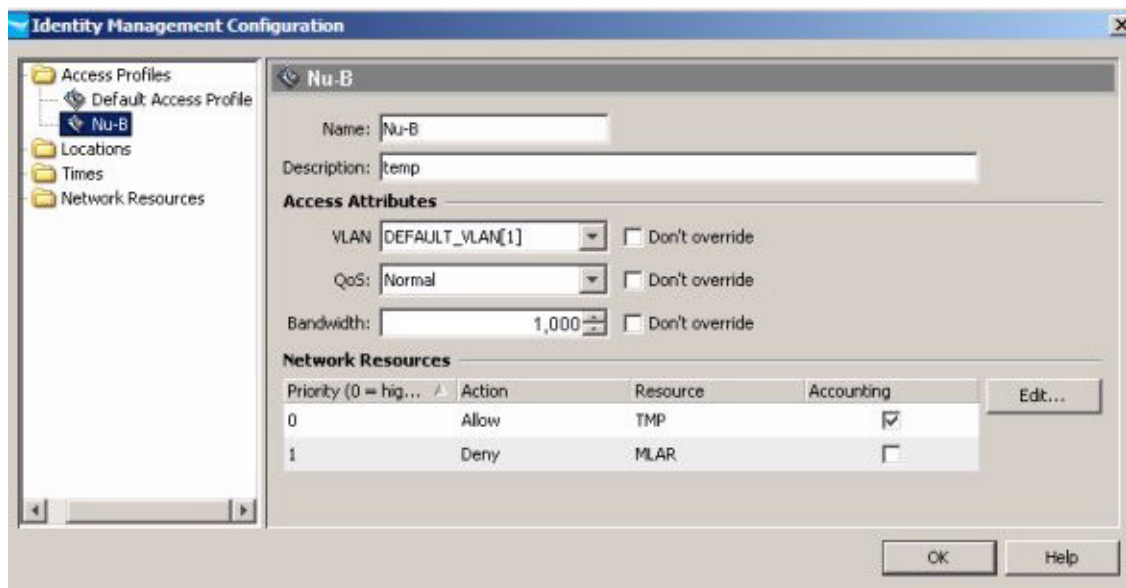 Identity Management Configuration
Access Profiles
Default Access Profile
Nu-B
Locations
Times
Network Resources
Nu-B
Name: Nu-B
Description: temp
Access Attributes
VLAN DEFAULT_VLAN[1] Don't override
QoS: Normal Don't override
Bandwidth: 1,000 Don't override
Network Resources
Priority (0 = hig... Action Resource Accounting
0 Allow TMP
1 Deny MLAR
Edit...
OK Help